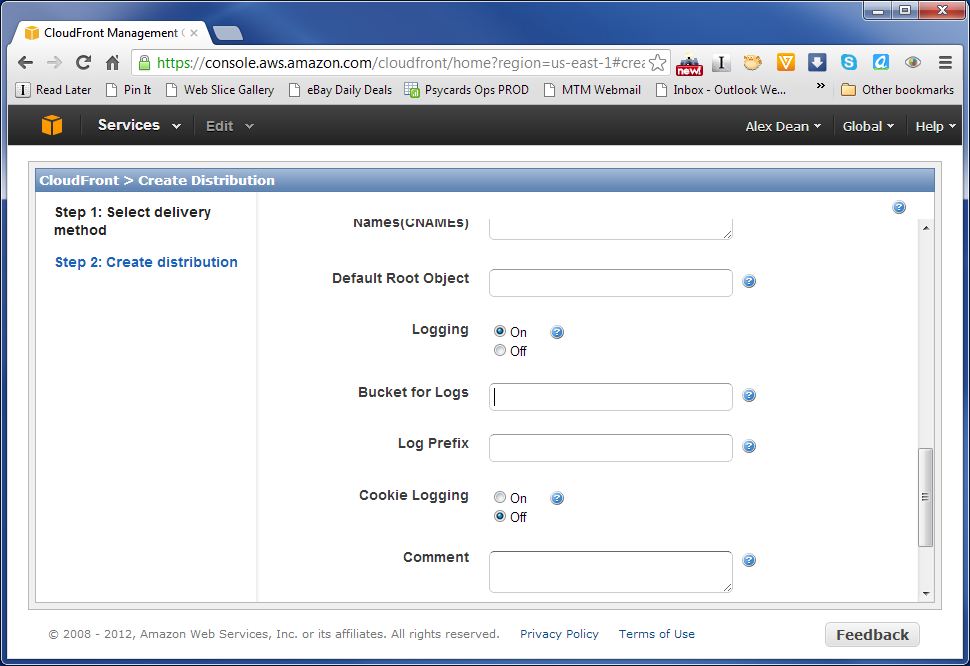 CloudFront Management C
https://console.aws.amazon.com/cloudfront/home?region=us-east-1#crea
new!
Read Later Pin It Web Slice Gallery eBay Daily Deals Psycards Ops PROD MTM Webmail Inbox - Outlook We... » Other bookmarks
Services Edit Alex Dean Global Help
CloudFront > Create Distribution
Step 1: Select delivery
method
Step 2: Create distribution
Names(CNAMEs)
Default Root Object
Logging
On
Off
Bucket for Logs
Log Prefix
Cookie Logging
On
Off
Comment
© 2008 - 2012, Amazon Web Services, Inc. or its affiliates. All rights reserved. Privacy Policy Terms of Use Feedback